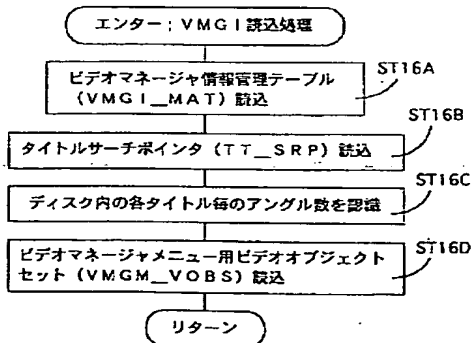 エンター；VMGI読込処理
ビデオマネージャ情報管理テーブル
（VMGI_MAT）読込
ST16A
タイトルサーチポインタ（TT_SRP）読込
ST16B
ディスク内の各タイトル毎のアングル数を認識
ST16C
ビデオマネージャメニュー用ビデオオブジェクト
セット（VMGM_VOBS）読込
ST16D
リターン